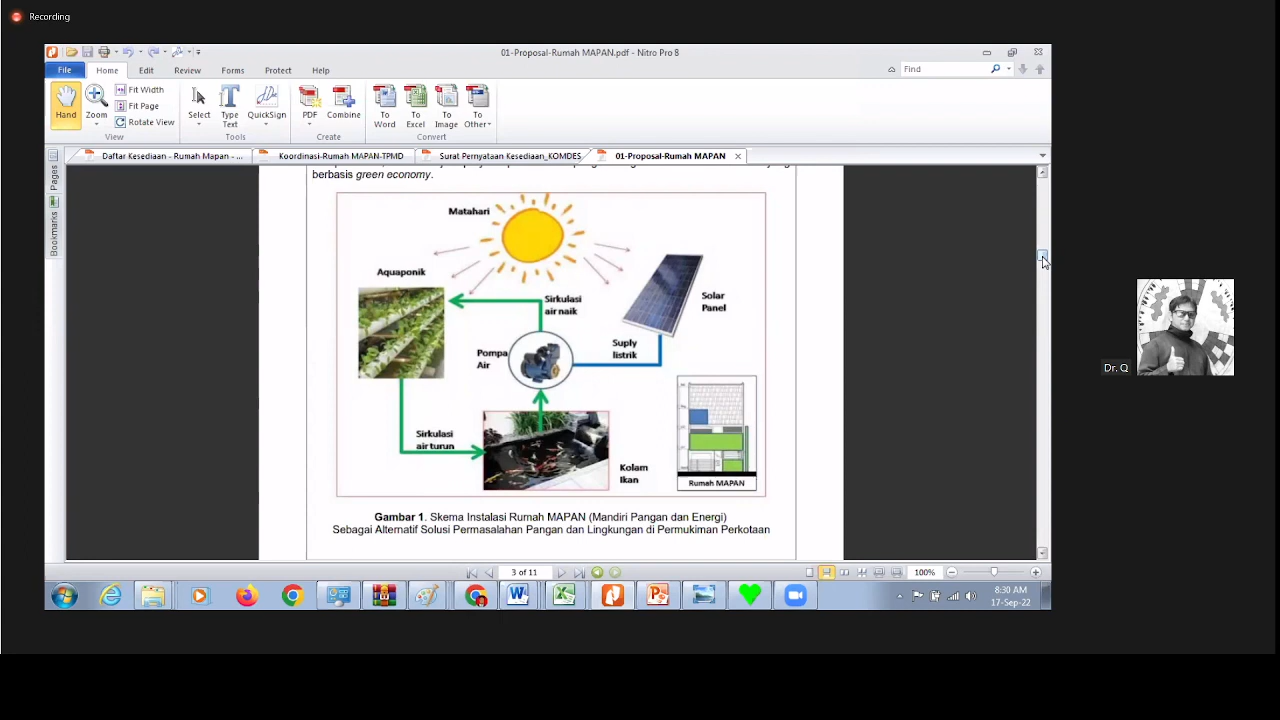 Recording
01-Proposal-Rumah MAPAN.pdf - Nitro Pro 8
File Home Edit Review Forms Protect Help
Find
Hand
Zoom
Fit Width
Fit Page
Rotate View
View
Select
Type Text
QuickSign
Tools
PDF
Combine
Create
To Word
To Excel
To Image
To Other
Convert
Daftar Kesediaan - Rumah Mapan - ...
Koordinasi-Rumah MAPAN-TPMD
Surat Pernyataan Kesediaan_KOMDES
01-Proposal-Rumah MAPAN
Pages
Bookmarks
berbasis green economy.
Matahari
Aquaponik
Sirkulasi
air naik
Solar
Panel
Pompa
Air
Suply
listrik
Sirkulasi
air turun
Kolam
Ikan
Rumah MAPAN
Gambar 1. Skema Instalasi Rumah MAPAN (Mandiri Pangan dan Energi)
Sebagai Alternatif Solusi Permasalahan Pangan dan Lingkungan di Permukiman Perkotaan
Dr. Q
3 of 11
100%
8:30 AM
17-Sep-22